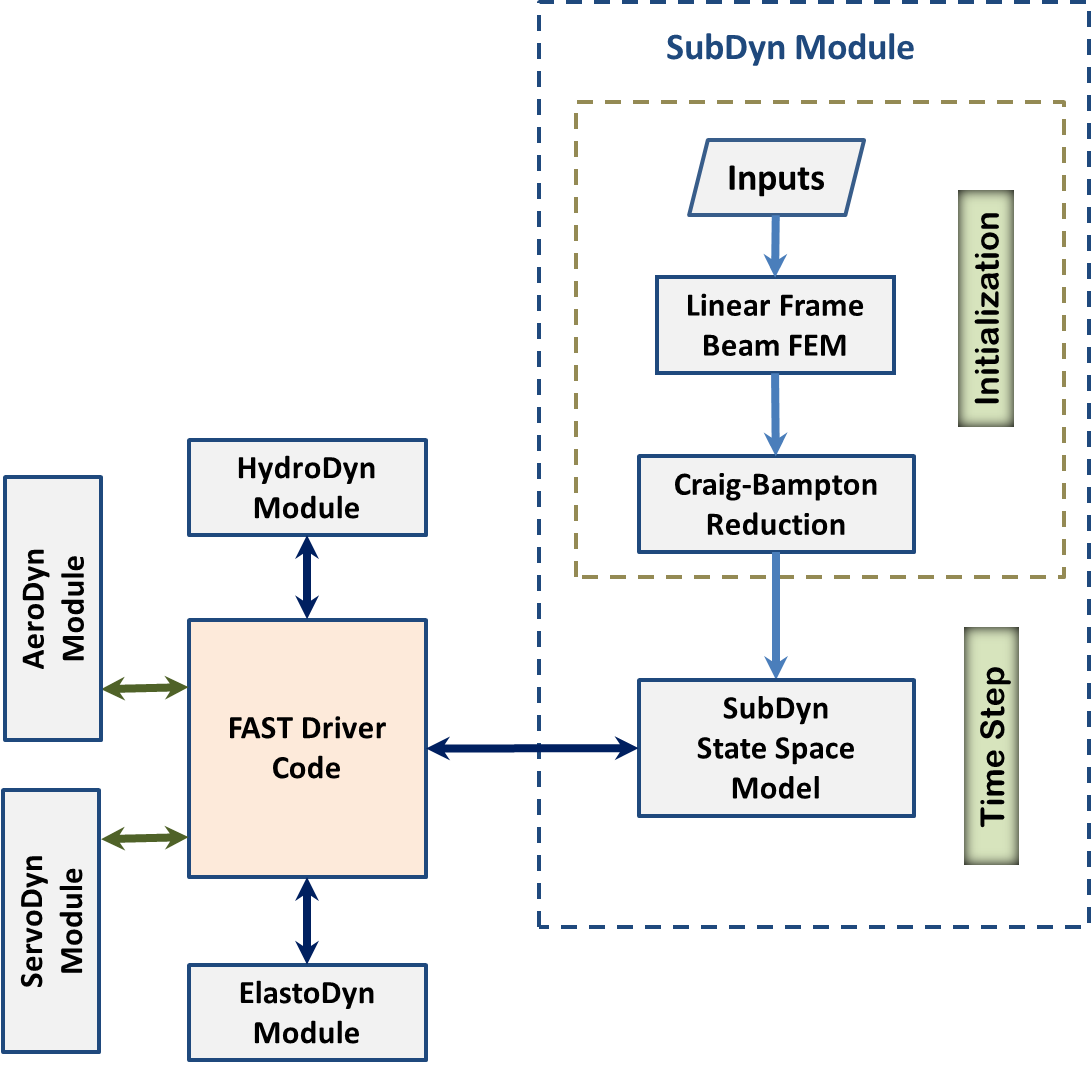 SubDyn Module
Inputs
Linear Frame
Beam FEM
Initialization
Craig-Bampton
Reduction
HydroDyn
Module
AeroDyn
Module
FAST Driver
Code
SubDyn
State Space
Model
Time Step
ServoDyn
Module
ElastoDyn
Module